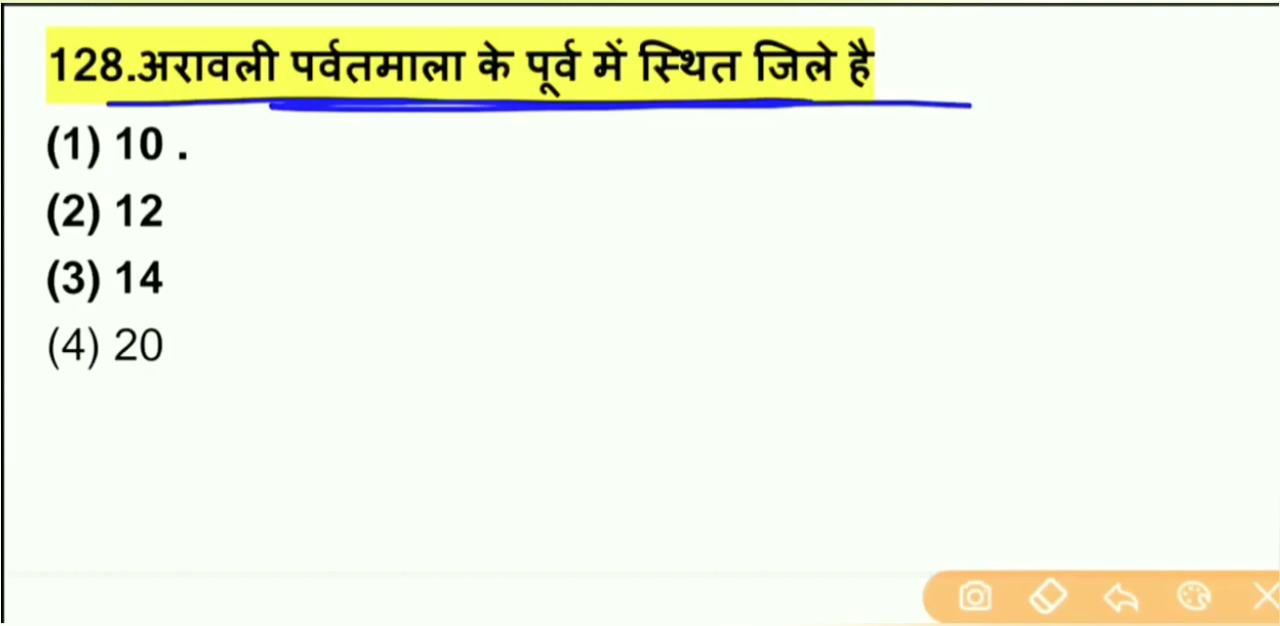 128.अरावली पर्वतमाला के पूर्व में स्थित जिले है
(1) 10 .
(2) 12
(3) 14
(4) 20